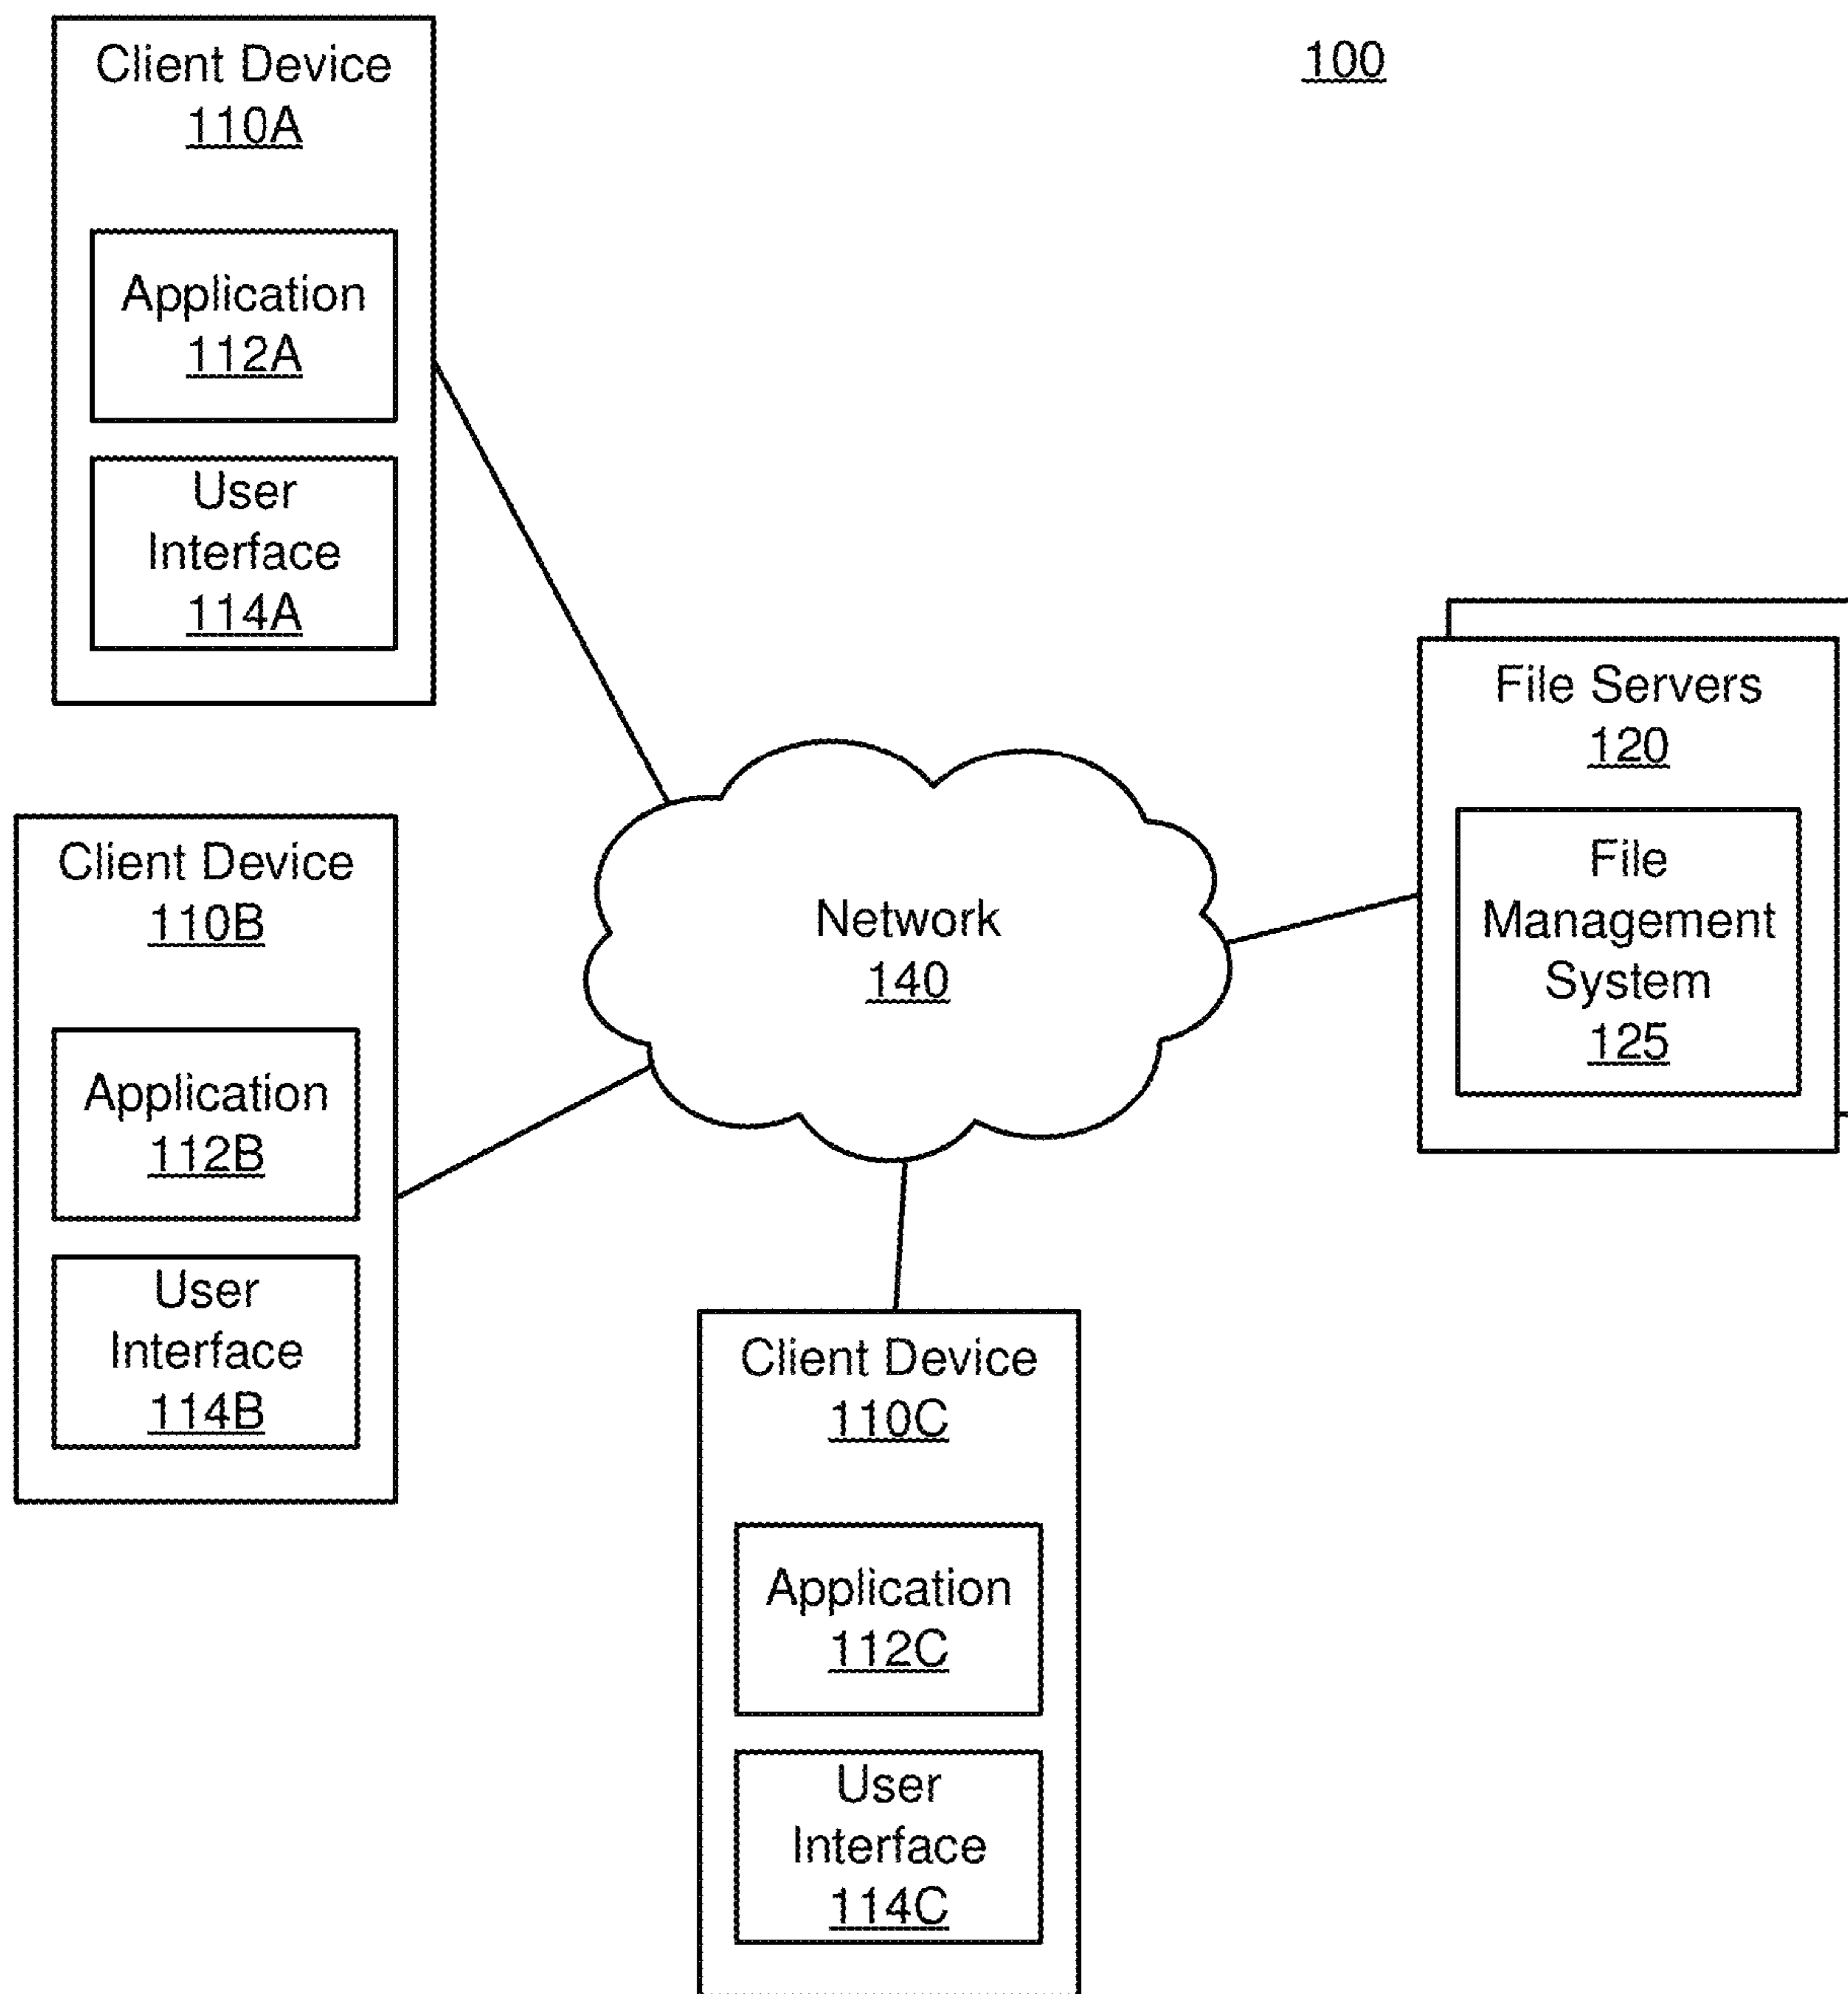 100
Client Device
110A
Application
112A
User
Interface
114A
Client Device
110B
Application
112B
User
Interface
114B
Network
140
File Servers
120
File
Management
System
125
Client Device
110C
Application
112C
User
Interface
114C